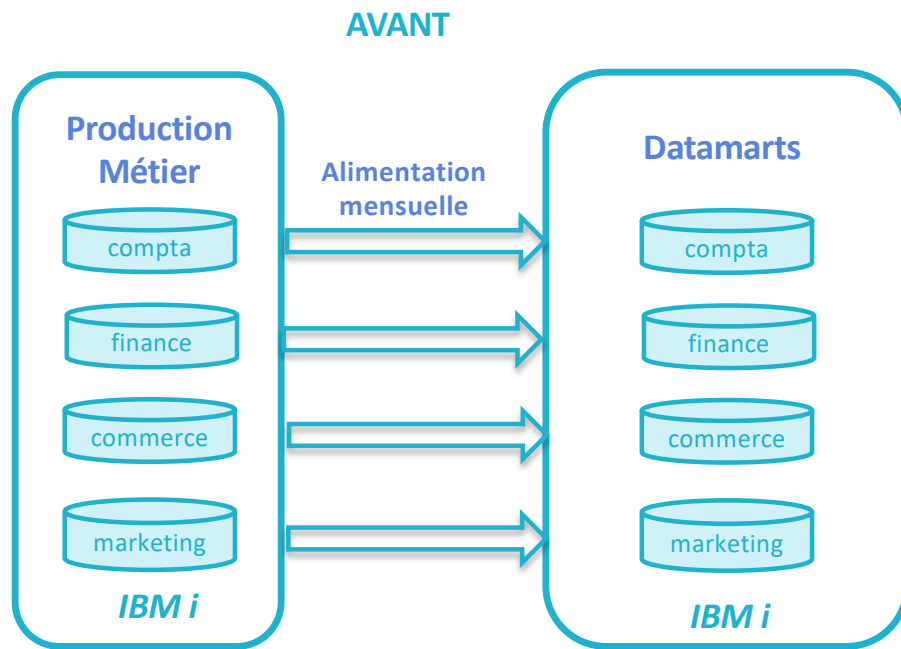 AVANT
Production
Métier
compta
finance
commerce
marketing
IBM i
Alimentation
mensuelle
Datamarts
compta
finance
commerce
marketing
IBM i